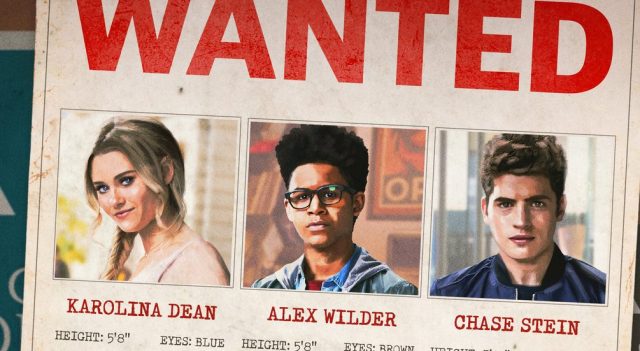 WANTED
KAROLINA DEAN ALEX WILDER CHASE STEIN
HEIGHT: 5'8" EYES: BLUE HEIGHT: 5'8" EYES: BROWN